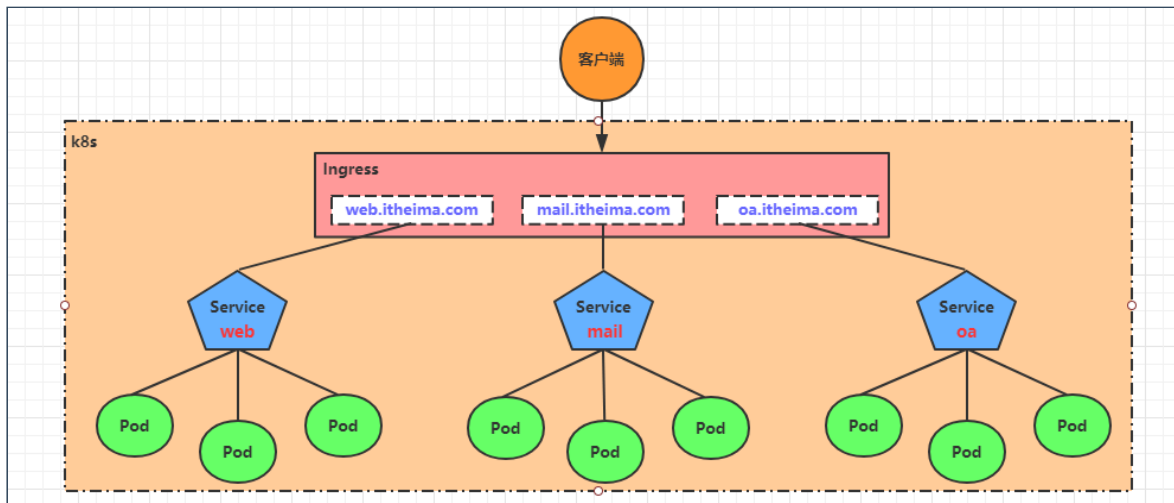 客户端
k8s
Ingress
web.itheima.com
mail.itheima.com
oa.itheima.com
Service
web
Service
mail
Service
oa
Pod
Pod
Pod
Pod
Pod
Pod
Pod
Pod
Pod